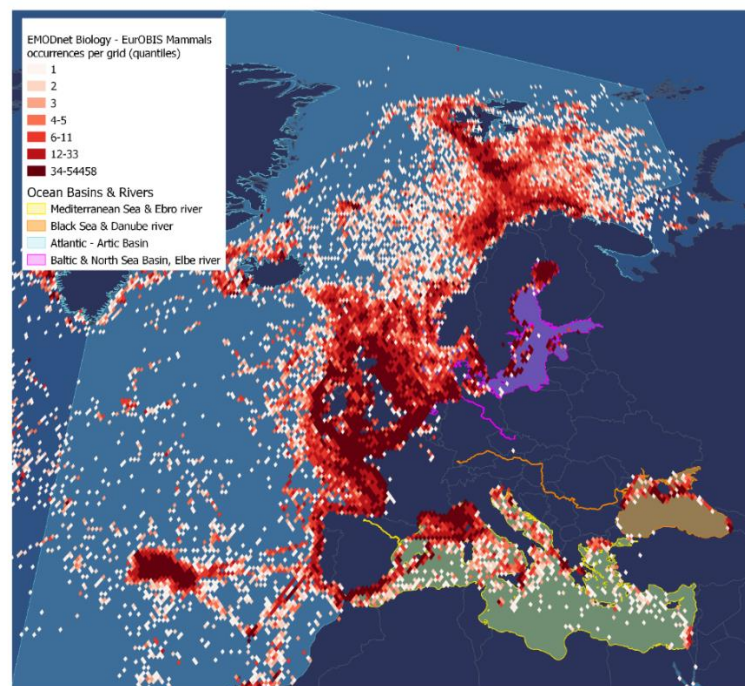 EMODnet Biology - EurOBIS Mammals
occurrences per grid (quantiles)
1
2
3
4-5
6-11
12-33
34-54458
Ocean Basins & Rivers
Mediterranean Sea & Ebro river
Black Sea & Danube river
Atlantic - Artic Basin
Baltic & North Sea Basin, Elbe river